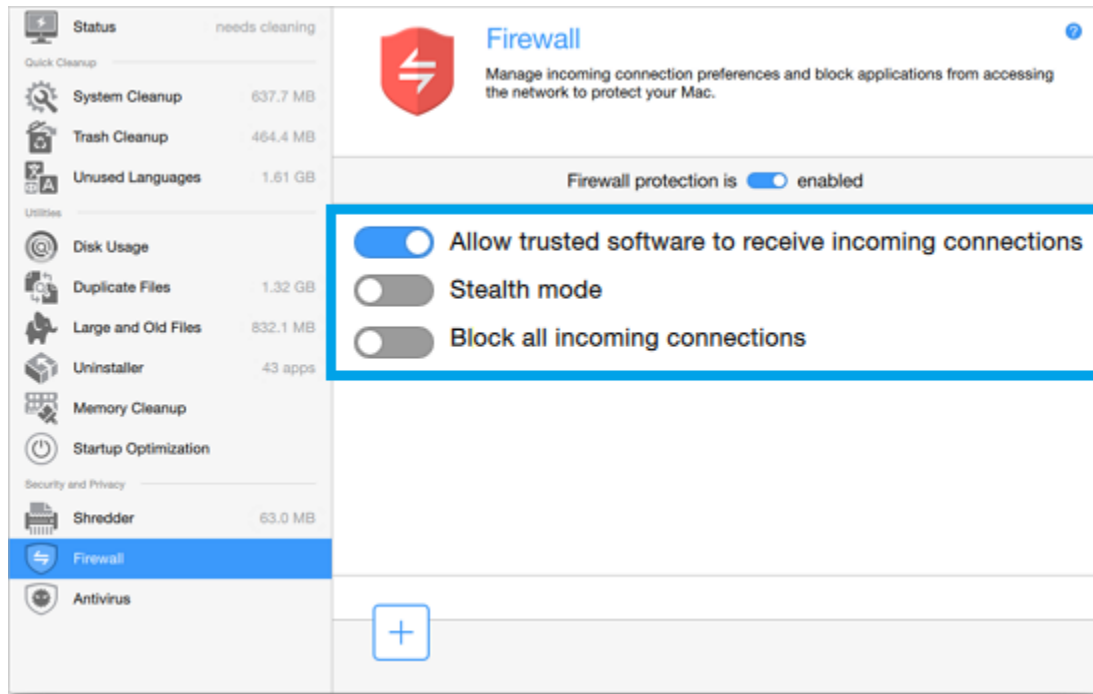 Status needs cleaning
Quick Cleanup
System Cleanup 637.7 MB
Trash Cleanup 464.4 MB
Unused Languages 1.61 GB
Utilities
Disk Usage
Duplicate Files 1.32 GB
Large and Old Files 832.1 MB
Uninstaller 43 apps
Memory Cleanup
Startup Optimization
Security and Privacy
Shredder 63.0 MB
Firewall
Antivirus
Firewall ?
Manage incoming connection preferences and block applications from accessing
the network to protect your Mac.
Firewall protection is enabled
Allow trusted software to receive incoming connections
Stealth mode
Block all incoming connections